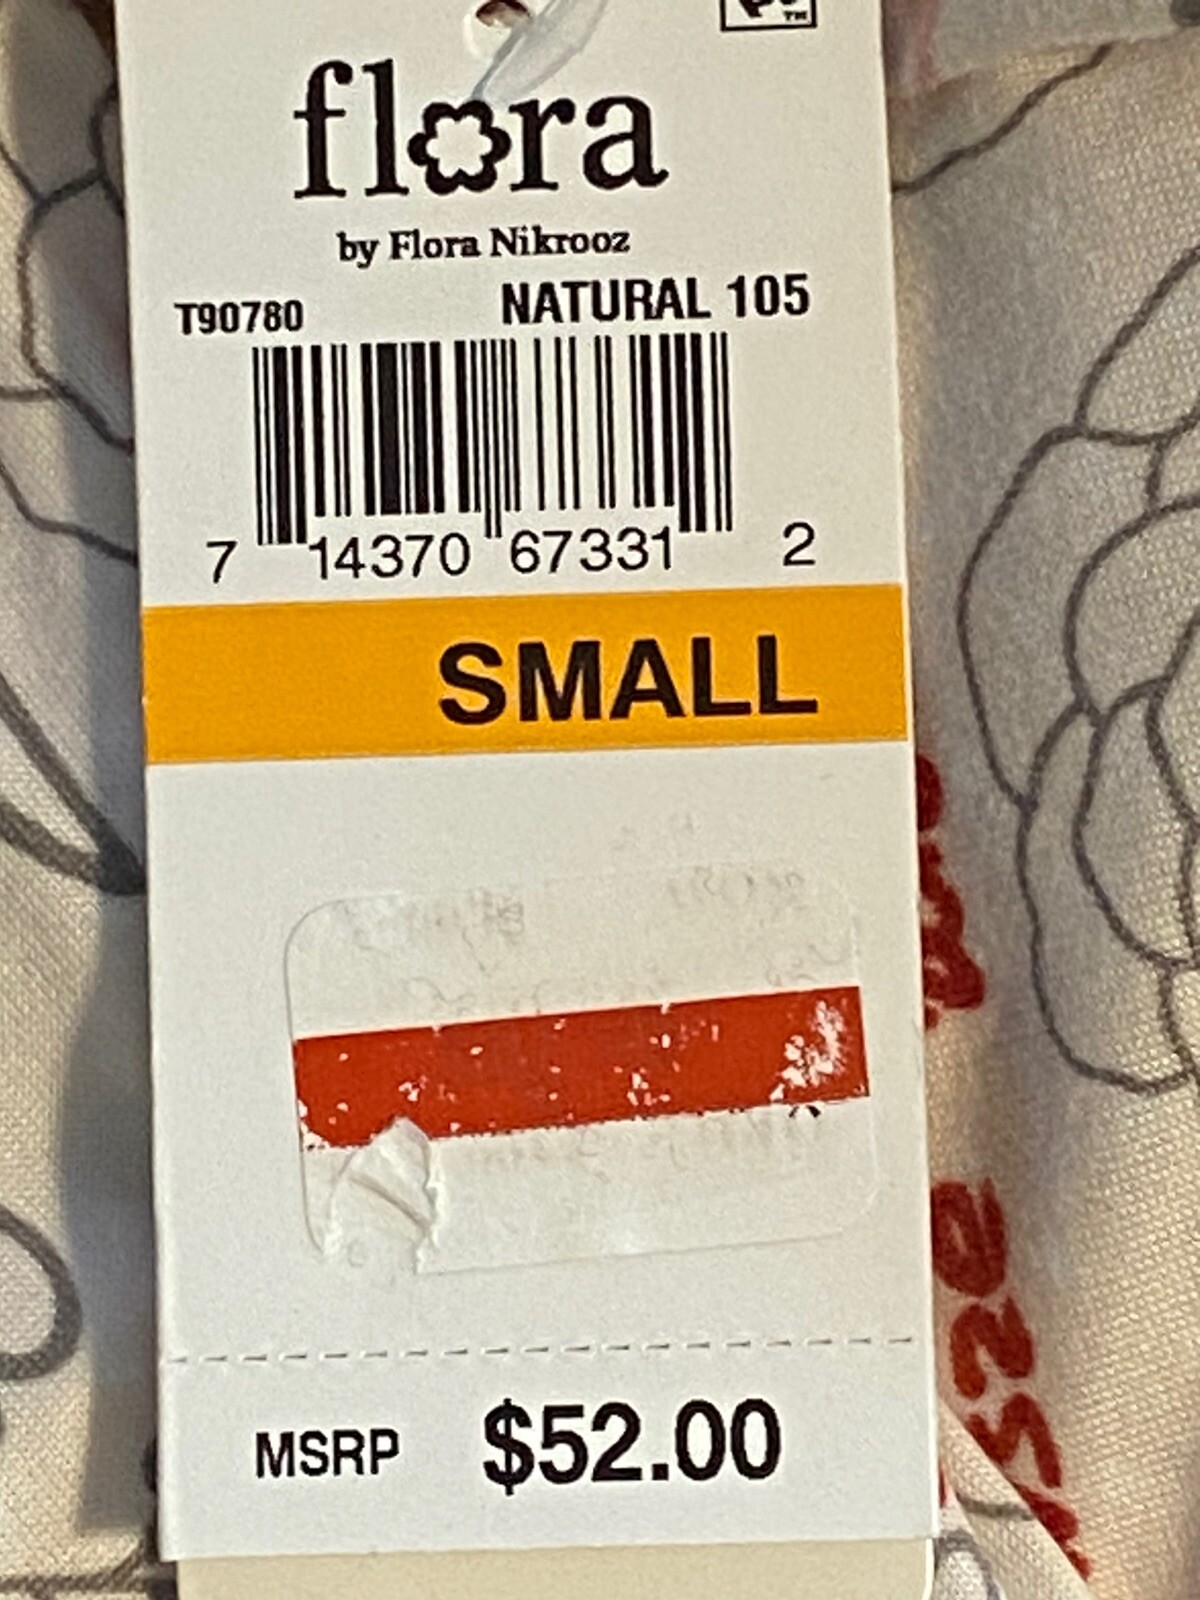 flora
by Flora Nikrooz
T90780 NATURAL 105
7 14370 67331 2
SMALL
MSRP $52.00